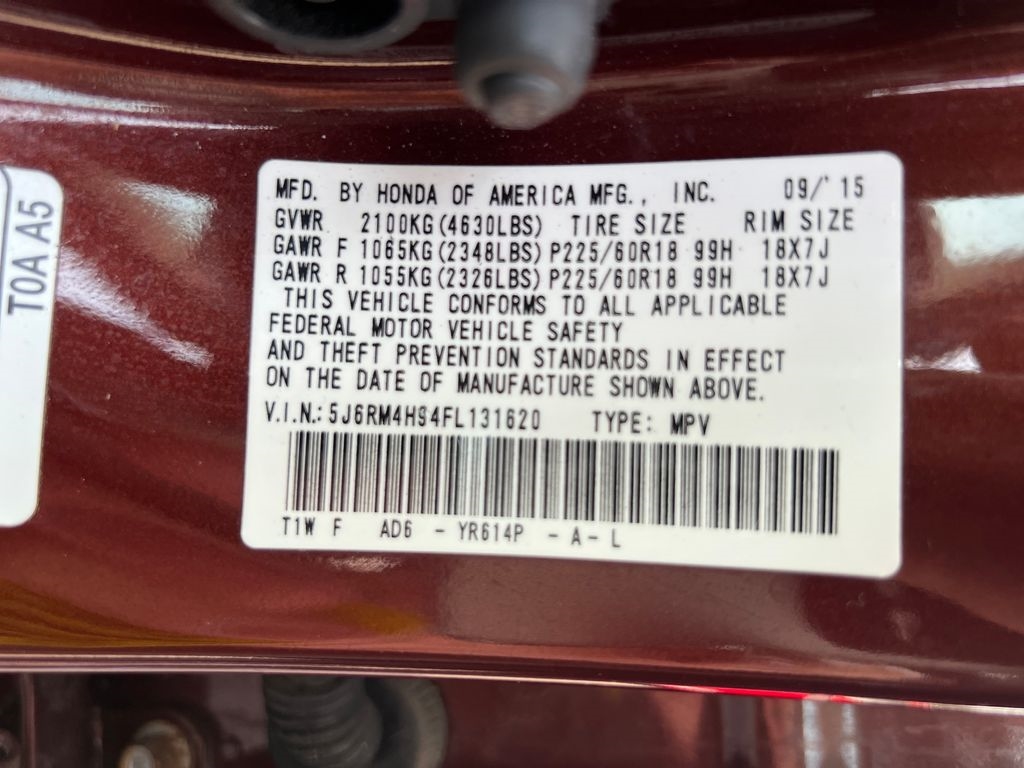 MFD. BY HONDA OF AMERICA MFG., INC. 09/'15
GVWR 2100KG(4630LBS) TIRE SIZE RIM SIZE
GAWR F 1065KG(2348LBS) P225/60R18 99H 18X7J
GAWR R 1055KG(2326LBS) P225/60R18 99H 18X7J
THIS VEHICLE CONFORMS TO ALL APPLICABLE
FEDERAL MOTOR VEHICLE SAFETY
AND THEFT PREVENTION STANDARDS IN EFFECT
ON THE DATE OF MANUFACTURE SHOWN ABOVE.
V.I.N.: 5J6RM4H94FL131620 TYPE: MPV
T1W F AD6 - YR614P - A - L
T0A A5